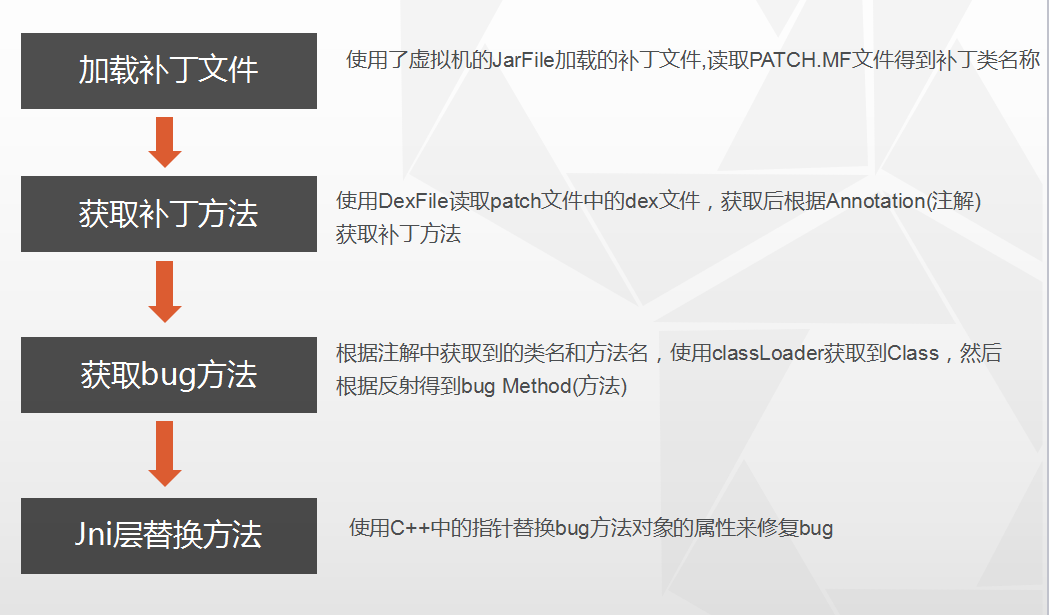 加载补丁文件
使用了虚拟机的JarFile加载的补丁文件,读取PATCH.MF文件得到补丁类名称
获取补丁方法
使用DexFile读取patch文件中的dex文件，获取后根据Annotation(注解)
获取补丁方法
获取bug方法
根据注解中获取到的类名和方法名，使用classLoader获取到Class，然后
根据反射得到bug Method(方法)
Jni层替换方法
使用C++中的指针替换bug方法对象的属性来修复bug